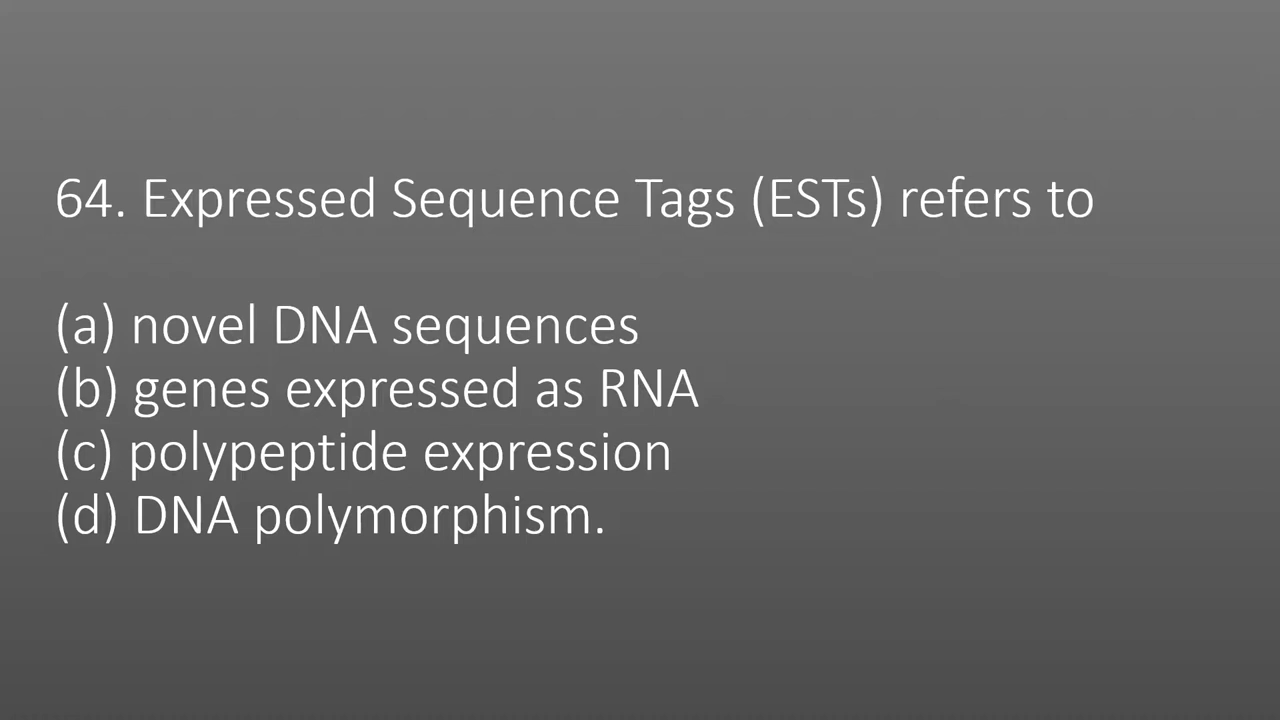 64. Expressed Sequence Tags (ESTs) refers to
(a) novel DNA sequences
(b) genes expressed as RNA
(c) polypeptide expression
(d) DNA polymorphism.